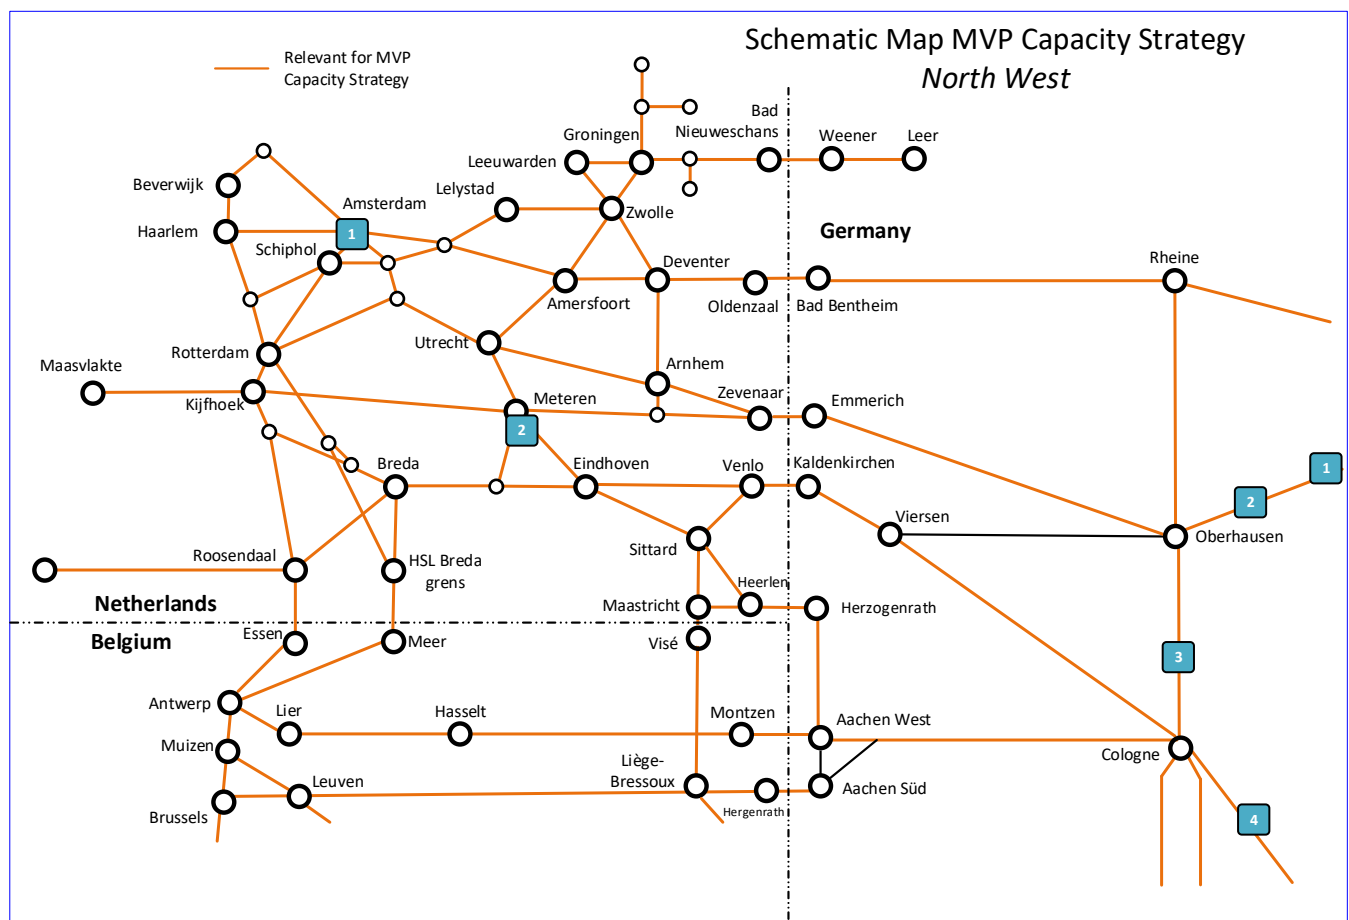 Schematic Map MVP Capacity Strategy
North West
Relevant for MVP
Capacity Strategy
Bad
Nieuweschans
Weener
Leer
Groningen
Leeuwarden
Beverwijk
Lelystad
Zwolle
Amsterdam
Haarlem
1
Schiphol
Germany
Deventer
Rheine
Amersfoort
Oldenzaal
Bad Bentheim
Utrecht
Rotterdam
Maasvlakte
Arnhem
Kijfhoek
Meteren
Zevenaar
Emmerich
2
Breda
Eindhoven
Venlo
Kaldenkirchen
1
2
Viersen
Oberhausen
Sittard
Roosendaal
HSL Breda
grens
Heerlen
Netherlands
Maastricht
Herzogenrath
Belgium
Essen
Meer
Visé
3
Antwerp
Lier
Hasselt
Montzen
Aachen West
Muizen
Cologne
Liège-
Bressoux
Leuven
Aachen Süd
Brussels
Hergenrath
4